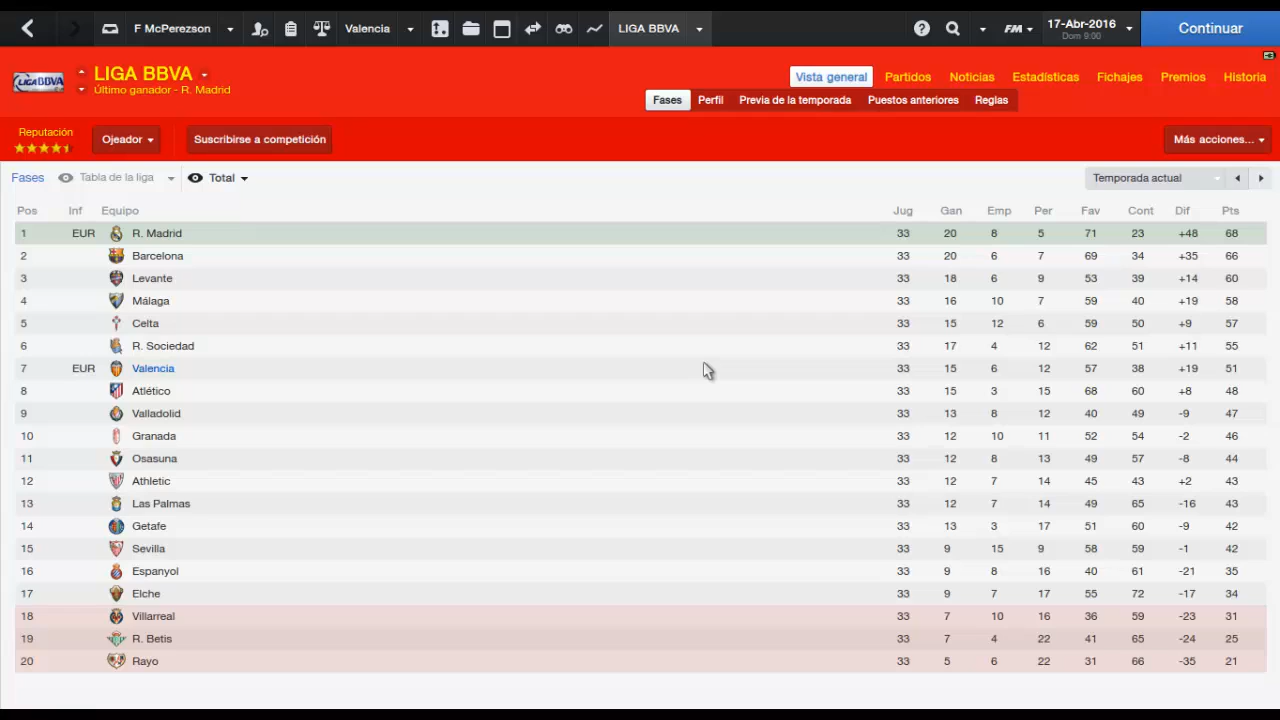 F McPerezson Valencia LIGA BBVA ? FM 17-Abr-2016 Dom 9:00 Continuar
LIGA BBVA
Último ganador - R. Madrid
LIGA BBVA
Vista general Partidos Noticias Estadísticas Fichajes Premios Historia
Fases Perfil Previa de la temporada Puestos anteriores Reglas
Reputación
Ojeador Suscribirse a competición Más acciones...
Fases Tabla de la liga Total Temporada actual
Pos Inf Equipo Jug Gan Emp Per Fav Cont Dif Pts
1 EUR R. Madrid 33 20 8 5 71 23 +48 68
2 Barcelona 33 20 6 7 69 34 +35 66
3 Levante 33 18 6 9 53 39 +14 60
4 Málaga 33 16 10 7 59 40 +19 58
5 Celta 33 15 12 6 59 50 +9 57
6 R. Sociedad 33 17 4 12 62 51 +11 55
7 EUR Valencia 33 15 6 12 57 38 +19 51
8 Atlético 33 15 3 15 68 60 +8 48
9 Valladolid 33 13 8 12 40 49 -9 47
10 Granada 33 12 10 11 52 54 -2 46
11 Osasuna 33 12 8 13 49 57 -8 44
12 Athletic 33 12 7 14 45 43 +2 43
13 Las Palmas 33 12 7 14 49 65 -16 43
14 Getafe 33 13 3 17 51 60 -9 42
15 Sevilla 33 9 15 9 58 59 -1 42
16 Espanyol 33 9 8 16 40 61 -21 35
17 Elche 33 9 7 17 55 72 -17 34
18 Villarreal 33 7 10 16 36 59 -23 31
19 R. Betis 33 7 4 22 41 65 -24 25
20 Rayo 33 5 6 22 31 66 -35 21